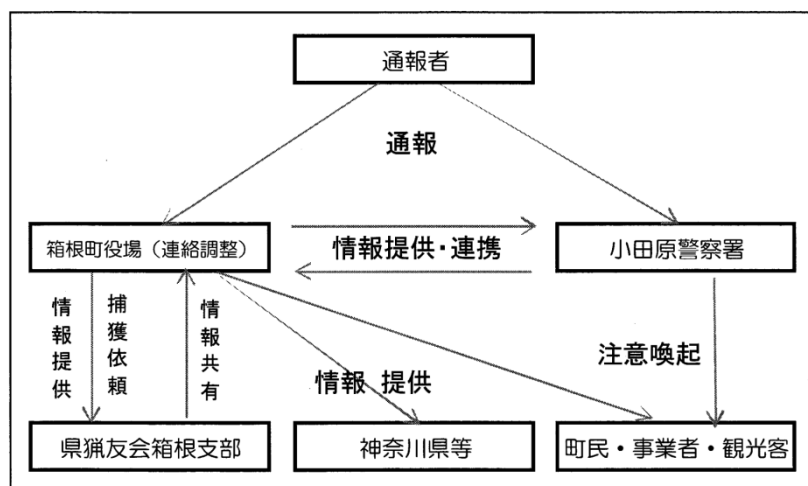 通報者
通報
箱根町役場（連絡調整）
情報提供・連携
小田原警察署
情報提供
捕獲依頼
情報共有
情報 提供
注意喚起
県猟友会箱根支部
神奈川県等
町民・事業者・観光客